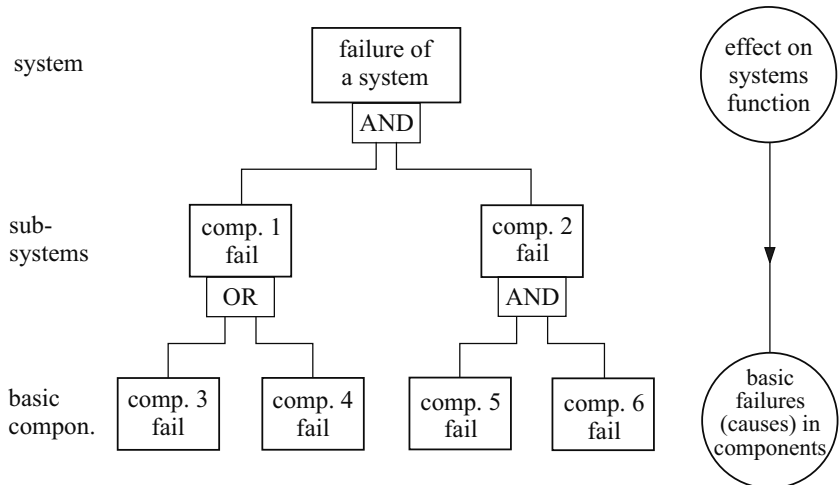 system
failure of
a system
AND
effect on
systems
function
sub-
systems
comp. 1
fail
OR
comp. 2
fail
AND
basic
compon.
comp. 3
fail
comp. 4
fail
comp. 5
fail
comp. 6
fail
basic
failures
(causes) in
components